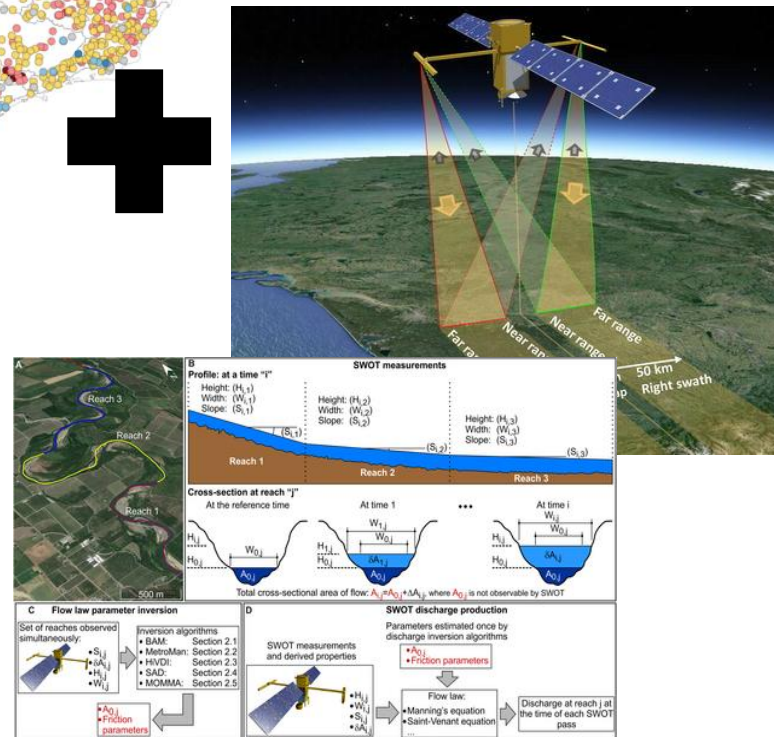 Far range
Near range
Near range
Far range
50 km
Right swath
A
Reach 3
Reach 2
Reach 1
500 m
B
SWOT measurements
Profile: at a time “i”
Height: (Hi,1)
Width: (Wi,1)
Slope: (Si,1)
Height: (Hi,2)
Width: (Wi,2)
Slope: (Si,2)
Height: (Hi,3)
Width: (Wi,3)
Slope: (Si,3)
(Si,1)
(Si,2)
(Si,3)
Reach 1
Reach 2
Reach 3
Cross-section at reach “j”
At the reference time
At time 1
•••
At time i
W0,j
Hi,j
H0,j
A0,j
W1,j
W0,j
H1,j
H0,j
δA1,j
A0,j
Wi,j
W0,j
Hi,j
H0,j
δAi,j
A0,j
Total cross-sectional area of flow: Ai,j=A0,j+ΔAi,j, where A0,j is not observable by SWOT
C Flow law parameter inversion
Set of reaches observed
simultaneously:
• Si,j
• δAi,j
• Hi,j
• Wi,j
Inversion algorithms
• BAM: Section 2.1
• MetroMan: Section 2.2
• HiVDI: Section 2.3
• SAD: Section 2.4
• MOMMA: Section 2.5
• A0,j
• Friction
parameters
D SWOT discharge production
Parameters estimated once by
discharge inversion algorithms
• A0,j
• Friction parameters
SWOT measurements
and derived properties
• Hi,j
• Wi,j
• Si,j
• δAi,j
Flow law:
• Manning's equation
• Saint-Venant equation
...
Discharge at reach j at
the time of each SWOT
pass